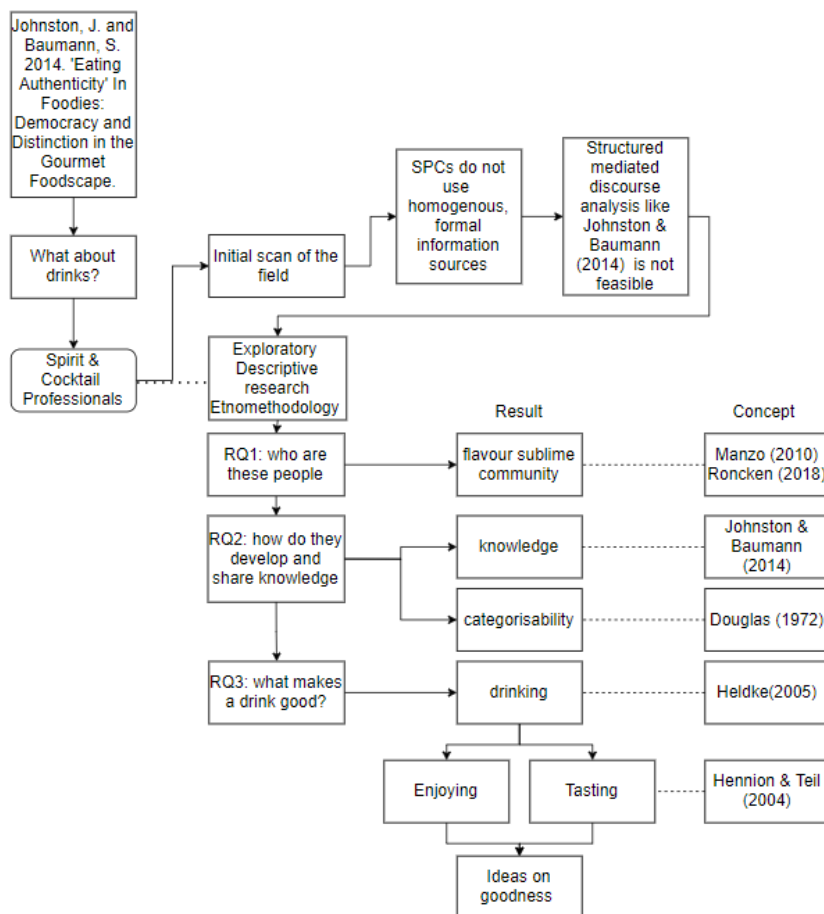 Johnston, J. and
Baumann, S.
2014. 'Eating
Authenticity' In
Foodies:
Democracy and
Distinction in the
Gourmet
Foodscape.
What about
drinks?
Spirit &
Cocktail
Professionals
Initial scan of the
field
SPCs do not
use
homogenous,
formal
information
sources
Structured
mediated
discourse
analysis like
Johnston &
Baumann
(2014) is not
feasible
Exploratory
Descriptive
research
Etnomethodology
Result
Concept
RQ1: who are
these people
flavour sublime
community
Manzo (2010)
Roncken (2018)
RQ2: how do they
develop and
share knowledge
knowledge
Johnston &
Baumann
(2014)
categorisability
Douglas (1972)
RQ3: what makes
a drink good?
drinking
Heldke(2005)
Enjoying
Tasting
Hennion & Teil
(2004)
Ideas on
goodness